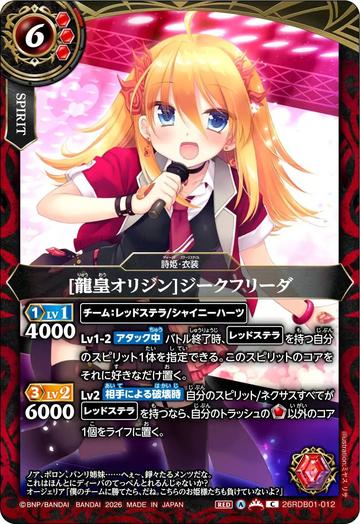 6
SPIRIT
詩姫・衣装
[龍皇オリジン]ジークフリーダ
1 LV1
4000
チーム:レッドステラ/シャイニーハーツ
Lv1-2 アタック中 バトル終了時、レッドステラを持つ自分
のスピリット1体を指定できる。このスピリットのコアを
それに好きなだけ置く。
3 LV2
6000
Lv2 相手による破壊時 自分のスピリット/ネクサスすべてが
レッドステラを持つなら、自分のトラッシュの以外のコア
1個をライフに置く。
ノア、ポロン、バンリ姉妹……へぇ~、錚々たるメンツだな。
これはほんとにディーバのてっぺんとれるんじゃないか?
オージェリア「僕のチームに勝てたら、だね。こちらのお姫様たちも負けていないよ?」
illustration:ミヤスリサ
©BNP/BANDAI BANDAI 2026 MADE IN JAPAN RED A C 26RDB01-012